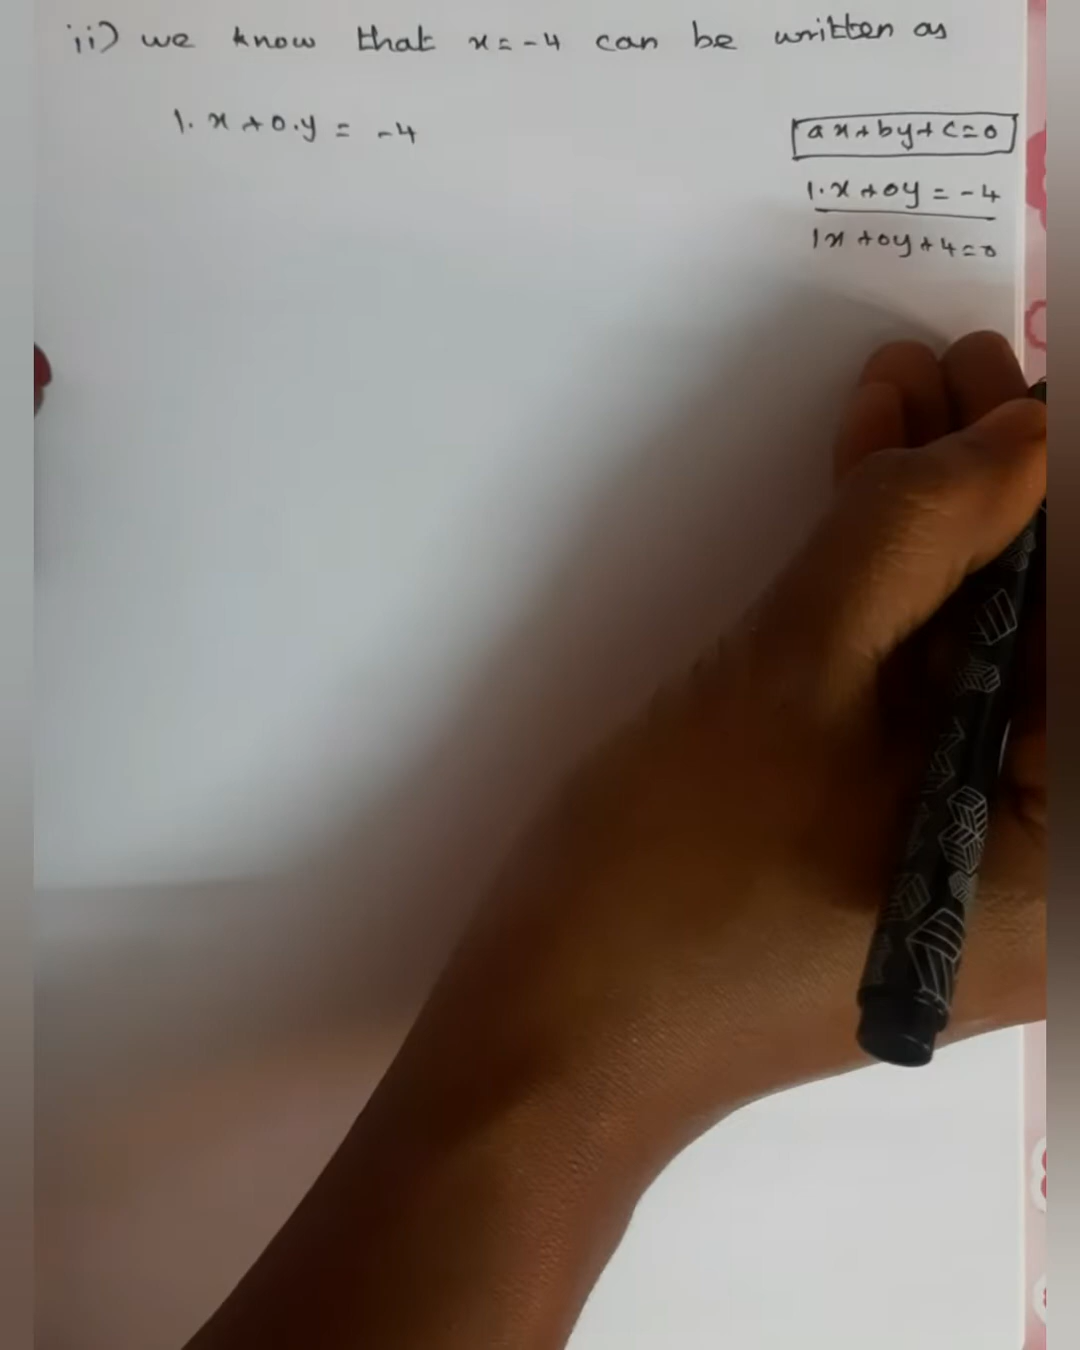 ii) we know that x = -4 can be written as
1. x + 0.y = -4
ax+by+c=0
1.x + 0y = -4
1x + 0y + 4 = 0